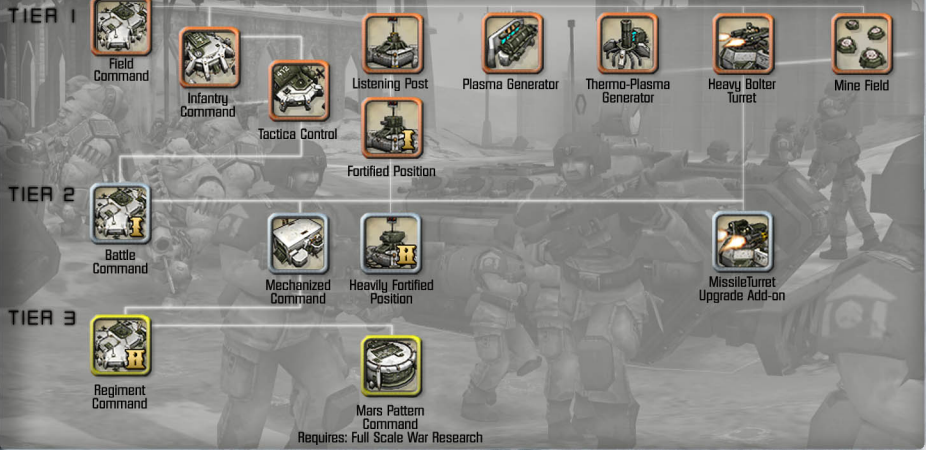 TIER 1
Field
Command
Infantry
Command
Tactica Control
Listening Post
Fortified Position
Plasma Generator
Thermo-Plasma
Generator
Heavy Bolter
Turret
Mine Field
TIER 2
Battle
Command
Mechanized
Command
Heavily Fortified
Position
MissileTurret
Upgrade Add-on
TIER 3
Regiment
Command
Mars Pattern
Command
Requires: Full Scale War Research